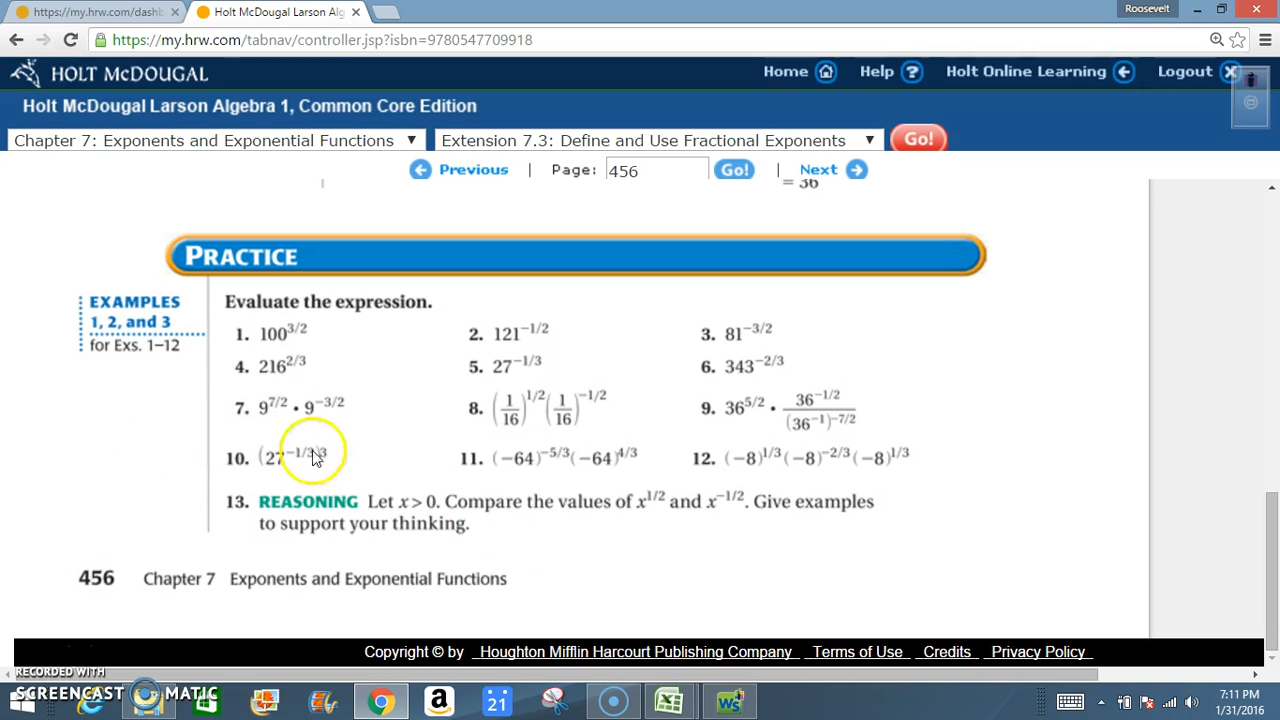 https://my.hrw.com/dashb
Holt McDougal Larson Alg
Roosevelt
https://my.hrw.com/tabnav/controller.jsp?isbn=9780547709918
HOLT MCDOUGAL
Home
Help ?
Holt Online Learning
Logout X
Holt McDougal Larson Algebra 1, Common Core Edition
Chapter 7: Exponents and Exponential Functions ▼
Extension 7.3: Define and Use Fractional Exponents ▼
Go!
Previous | Page: 456 Go! | Next
= 36
PRACTICE
EXAMPLES
1, 2, and 3
for Exs. 1–12
Evaluate the expression.
1. 100^{3/2} 2. 121^{−1/2} 3. 81^{−3/2}
4. 216^{2/3} 5. 27^{−1/3} 6. 343^{−2/3}
7. 9^{7/2} • 9^{−3/2} 8. (1/16)^{1/2}(1/16)^{−1/2} 9. 36^{5/2} • 36^{−1/2}/(36^{−1})^{−7/2}
10. (27^{−1/3})^3 11. (−64)^{−5/3}(−64)^{4/3} 12. (−8)^{1/3}(−8)^{−2/3}(−8)^{1/3}
13. REASONING Let x > 0. Compare the values of x^{1/2} and x^{−1/2}. Give examples
to support your thinking.
456 Chapter 7 Exponents and Exponential Functions
Copyright © by Houghton Mifflin Harcourt Publishing Company | Terms of Use | Credits | Privacy Policy
RECORDED WITH
SCREENCAST MATIC
a
21
7:11 PM
1/31/2016